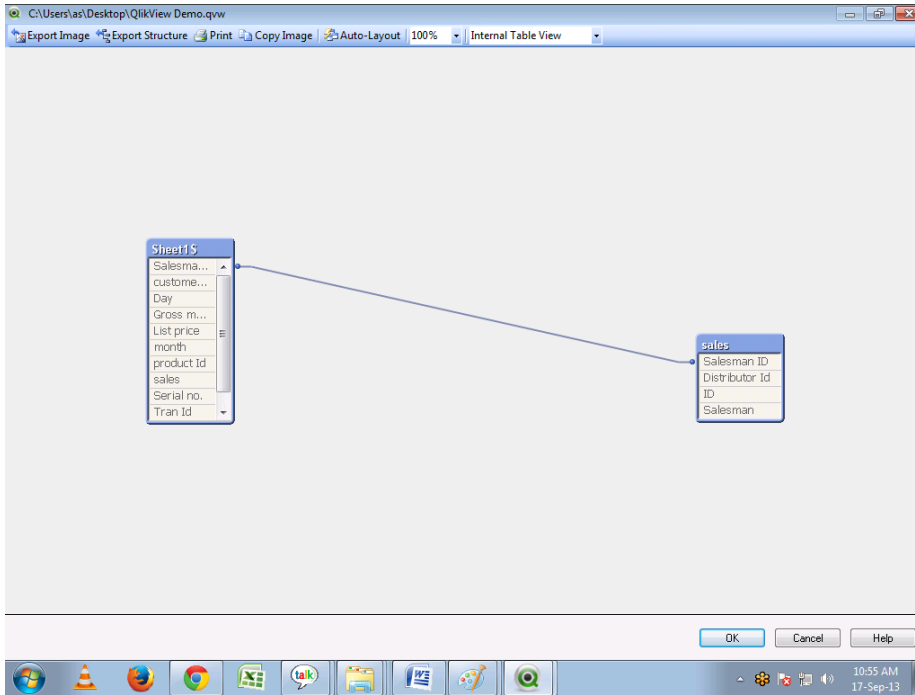 C:\Users\as\Desktop\QlikView Demo.qvw
Export Image Export Structure Print Copy Image Auto-Layout 100% Internal Table View
Sheet1$
Salesma...
custome...
Day
Gross m...
List price
month
product Id
sales
Serial no.
Tran Id
sales
Salesman ID
Distributor Id
ID
Salesman
OK Cancel Help
talk
10:55 AM
17-Sep-13